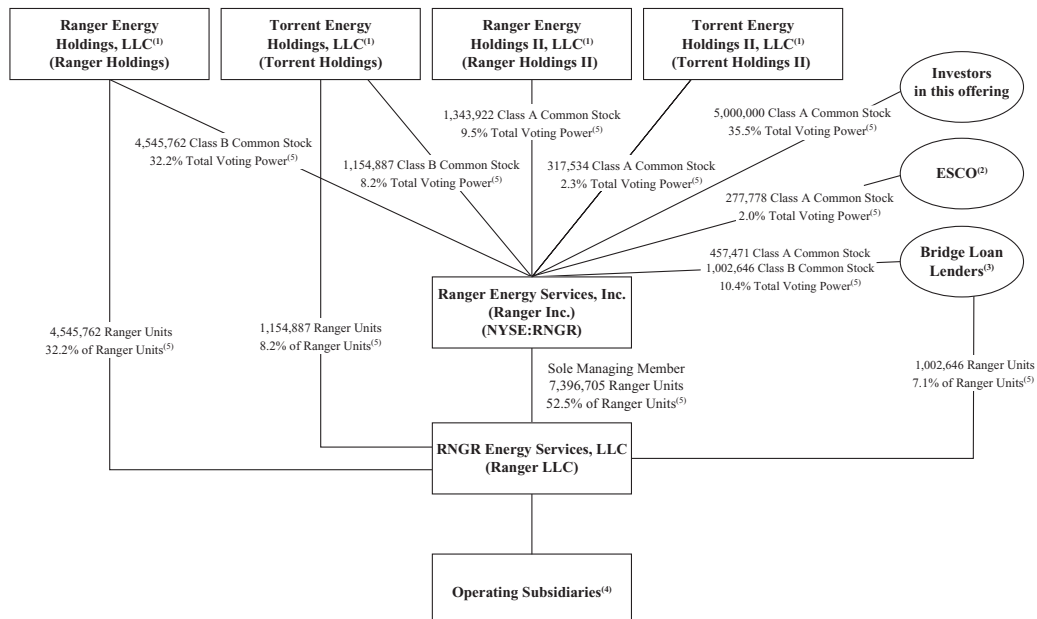 Ranger Energy
Holdings, LLC(1)
(Ranger Holdings)
Torrent Energy
Holdings, LLC(1)
(Torrent Holdings)
Ranger Energy
Holdings II, LLC(1)
(Ranger Holdings II)
Torrent Energy
Holdings II, LLC(1)
(Torrent Holdings II)
Investors
in this offering
4,545,762 Class B Common Stock
32.2% Total Voting Power(5)
1,154,887 Class B Common Stock
8.2% Total Voting Power(5)
1,343,922 Class A Common Stock
9.5% Total Voting Power(5)
317,534 Class A Common Stock
2.3% Total Voting Power(5)
5,000,000 Class A Common Stock
35.5% Total Voting Power(5)
ESCO(2)
277,778 Class A Common Stock
2.0% Total Voting Power(5)
Bridge Loan
Lenders(3)
457,471 Class A Common Stock
1,002,646 Class B Common Stock
10.4% Total Voting Power(5)
Ranger Energy Services, Inc.
(Ranger Inc.)
(NYSE:RNGR)
4,545,762 Ranger Units
32.2% of Ranger Units(5)
1,154,887 Ranger Units
8.2% of Ranger Units(5)
Sole Managing Member
7,396,705 Ranger Units
52.5% of Ranger Units(5)
1,002,646 Ranger Units
7.1% of Ranger Units(5)
RNGR Energy Services, LLC
(Ranger LLC)
Operating Subsidiaries(4)